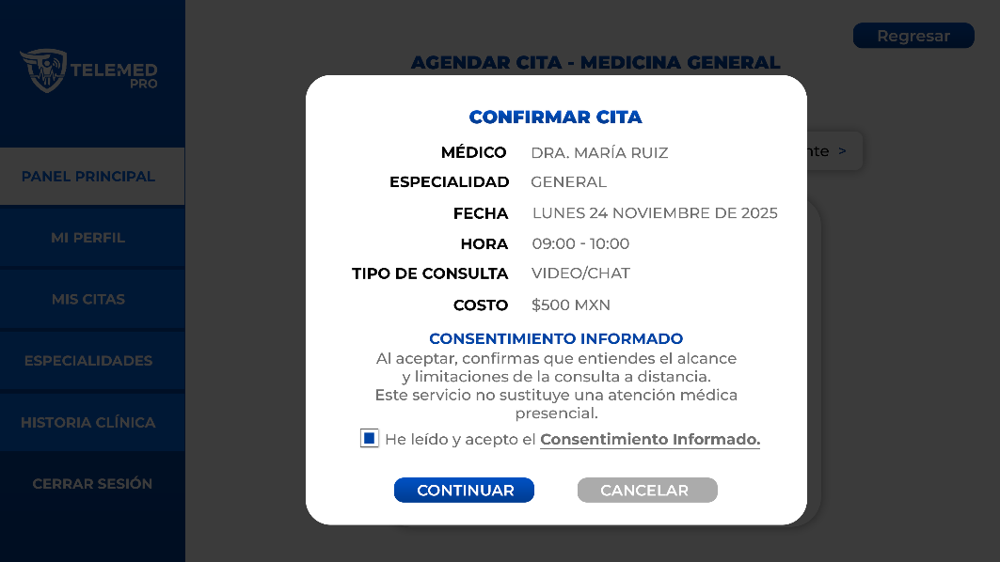 TELEMED
PRO
PANEL PRINCIPAL
MI PERFIL
MIS CITAS
ESPECIALIDADES
HISTORIA CLÍNICA
CERRAR SESIÓN
Regresar
AGENDAR CITA - MEDICINA GENERAL
>
CONFIRMAR CITA
MÉDICO DRA. MARÍA RUIZ
ESPECIALIDAD GENERAL
FECHA LUNES 24 NOVIEMBRE DE 2025
HORA 09:00 - 10:00
TIPO DE CONSULTA VIDEO/CHAT
COSTO $500 MXN
CONSENTIMIENTO INFORMADO
Al aceptar, confirmas que entiendes el alcance
y limitaciones de la consulta a distancia.
Este servicio no sustituye una atención médica
presencial.
He leído y acepto el Consentimiento Informado.
CONTINUAR CANCELAR